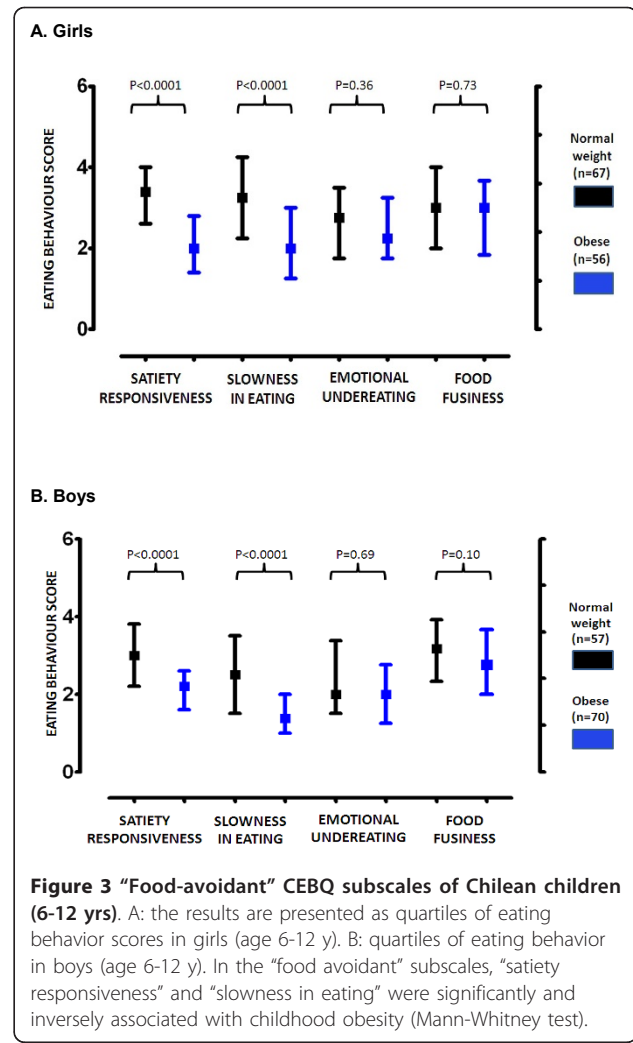 A. Girls
P<0.0001 P<0.0001 P=0.36 P=0.73
6
4
2
0
EATING BEHAVIOUR SCORE
Normal
weight
(n=67)
Obese
(n=56)
SATIETY SLOWNESS EMOTIONAL FOOD
RESPONSIVENESS IN EATING UNDEREATING FUSINESS
B. Boys
P<0.0001 P<0.0001 P=0.69 P=0.10
6
4
2
0
EATING BEHAVIOUR SCORE
Normal
weight
(n=57)
Obese
(n=70)
SATIETY SLOWNESS EMOTIONAL FOOD
RESPONSIVENESS IN EATING UNDEREATING FUSINESS
Figure 3 “Food-avoidant” CEBQ subscales of Chilean children
(6-12 yrs). A: the results are presented as quartiles of eating
behavior scores in girls (age 6-12 y). B: quartiles of eating behavior
in boys (age 6-12 y). In the “food avoidant” subscales, “satiety
responsiveness” and “slowness in eating” were significantly and
inversely associated with childhood obesity (Mann-Whitney test).